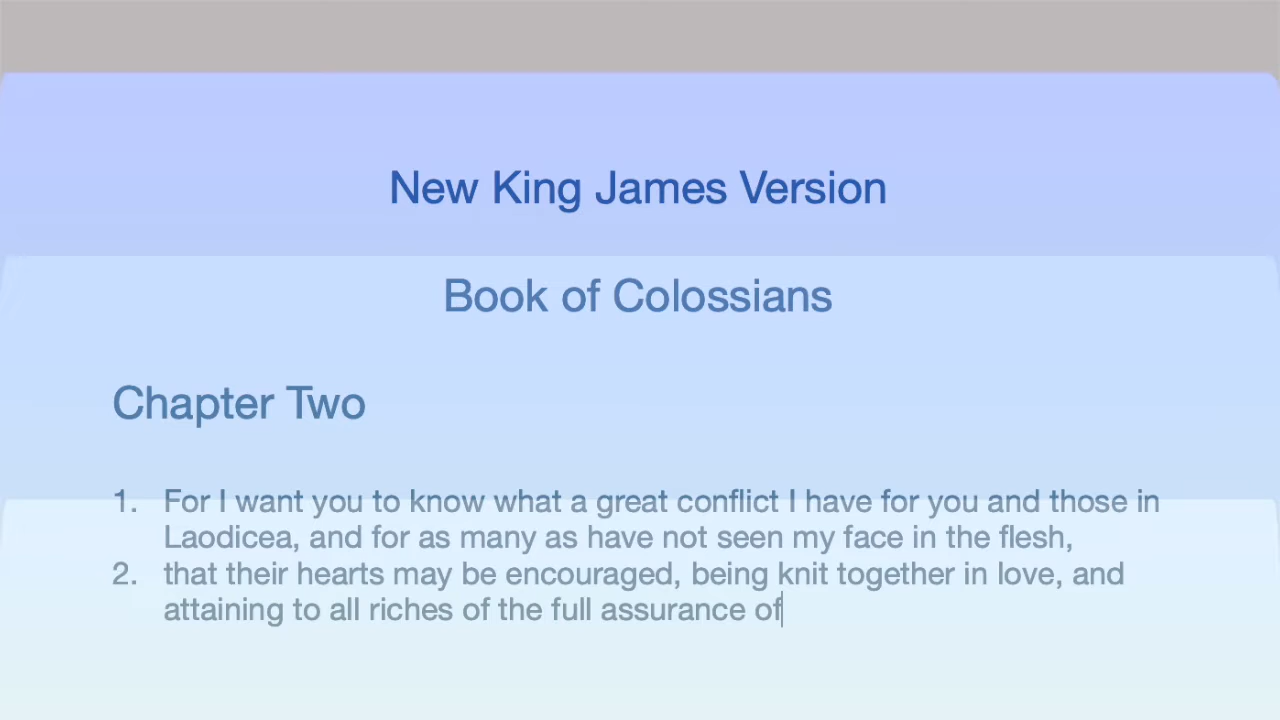 New King James Version
Book of Colossians
Chapter Two
1. For I want you to know what a great conflict I have for you and those in
Laodicea, and for as many as have not seen my face in the flesh,
2. that their hearts may be encouraged, being knit together in love, and
attaining to all riches of the full assurance of